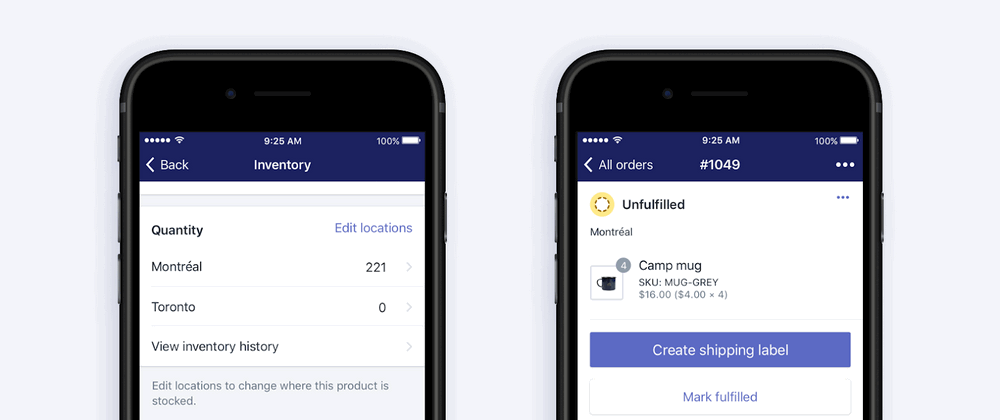 9:25 AM
100%
Back
Inventory
Quantity
Edit locations
Montréal
221
Toronto
0
View inventory history
Edit locations to change where this product is
stocked.
9:25 AM
100%
All orders
#1049
Unfulfilled
Montréal
4
Camp mug
SKU: MUG-GREY
$16.00 ($4.00 × 4)
Create shipping label
Mark fulfilled